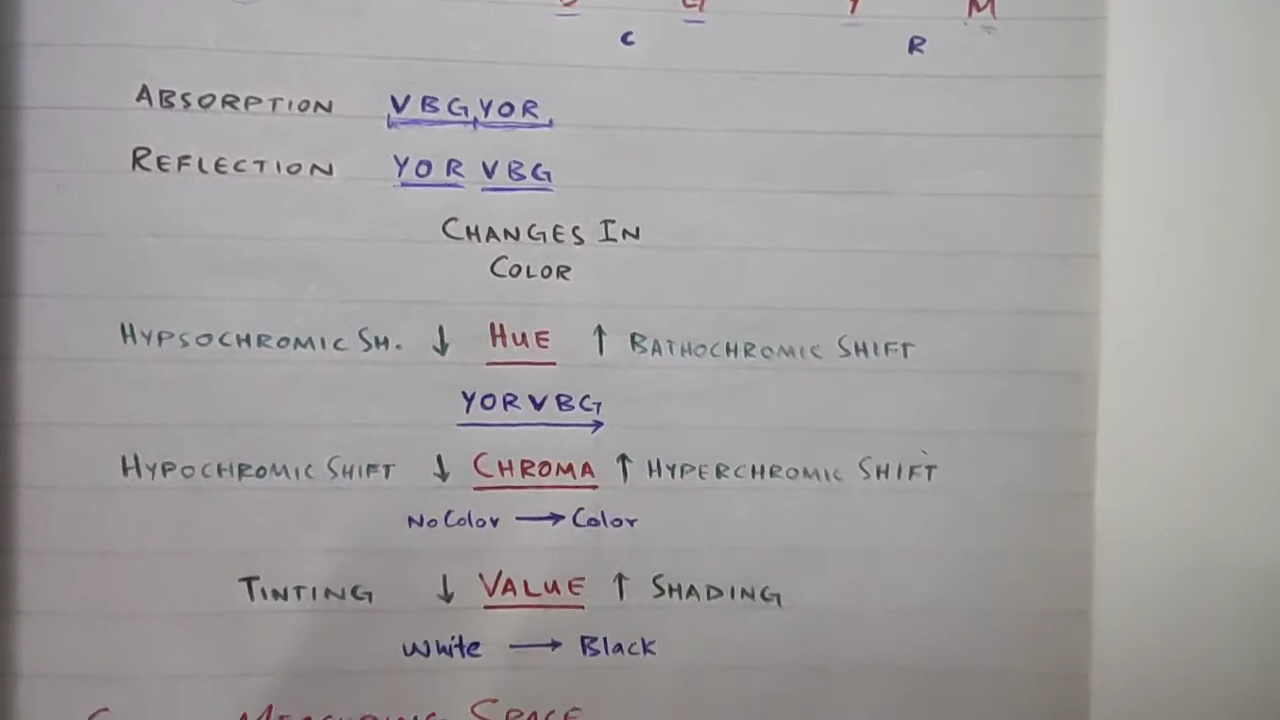 G Y M
C R
ABSORPTION VBGYOR
REFLECTION YOR VBG
CHANGES IN
COLOR
HYPSOCHROMIC SH. ↓ HUE ↑ BATHOCHROMIC SHIFT
YORVBG
HYPOCHROMIC SHIFT ↓ CHROMA ↑ HYPERCHROMIC SHIFT
No Color → Color
TINTING ↓ VALUE ↑ SHADING
White → Black
SPACE